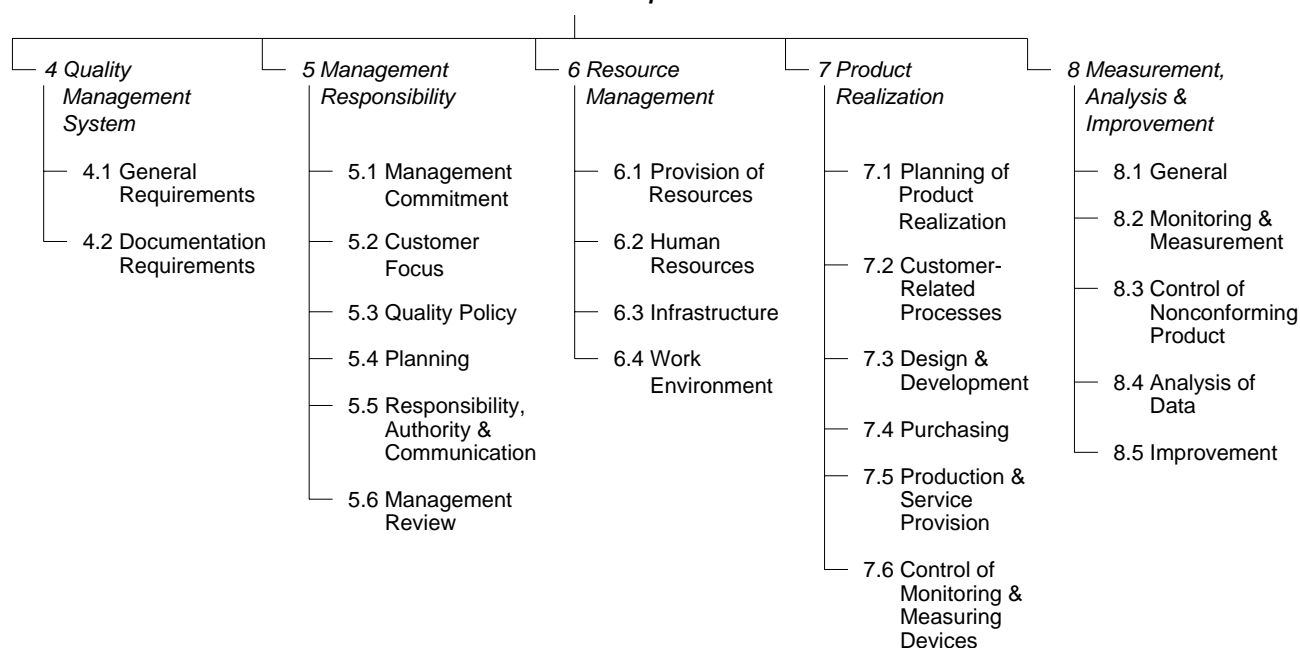 4 Quality
Management
System
4.1 General
Requirements
4.2 Documentation
Requirements
5 Management
Responsibility
5.1 Management
Commitment
5.2 Customer
Focus
5.3 Quality Policy
5.4 Planning
5.5 Responsibility,
Authority &
Communication
5.6 Management
Review
6 Resource
Management
6.1 Provision of
Resources
6.2 Human
Resources
6.3 Infrastructure
6.4 Work
Environment
7 Product
Realization
7.1 Planning of
Product
Realization
7.2 Customer-
Related
Processes
7.3 Design &
Development
7.4 Purchasing
7.5 Production &
Service
Provision
7.6 Control of
Monitoring &
Measuring
Devices
8 Measurement,
Analysis &
Improvement
8.1 General
8.2 Monitoring &
Measurement
8.3 Control of
Nonconforming
Product
8.4 Analysis of
Data
8.5 Improvement